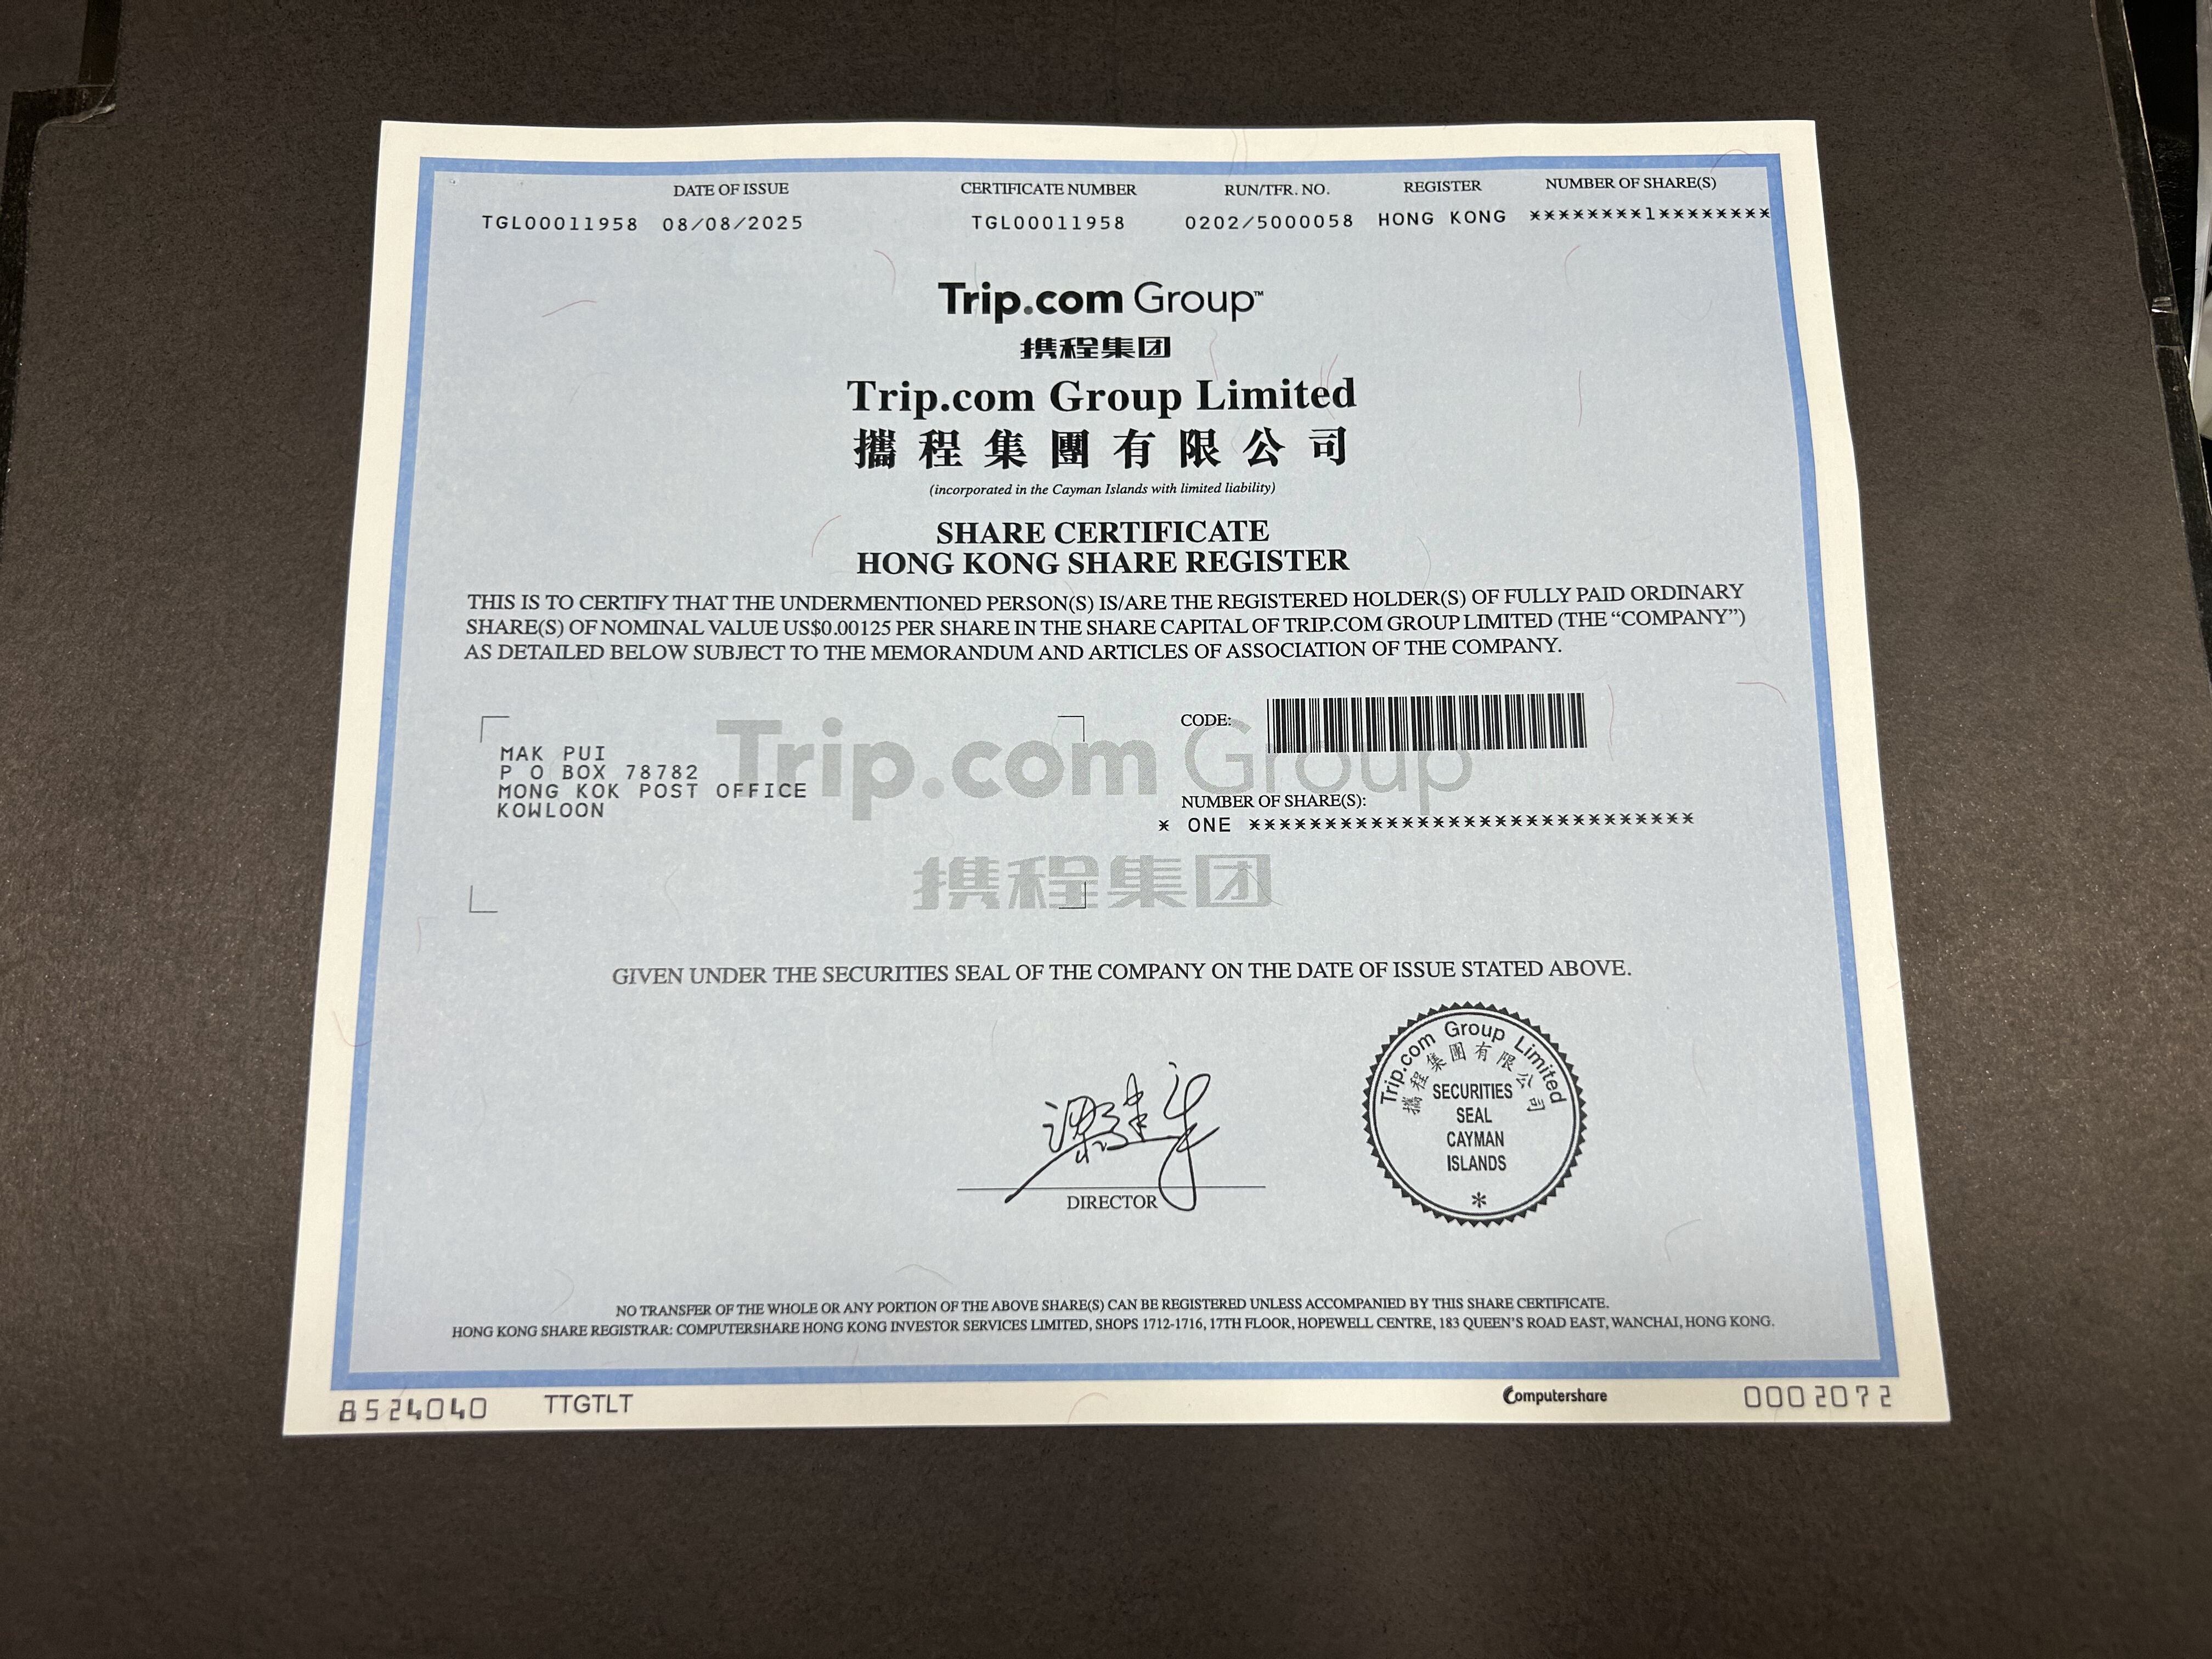 DATE OF ISSUE CERTIFICATE NUMBER RUN/TFR. NO. REGISTER NUMBER OF SHARE(S)
TGL00011958 08/08/2025 TGL00011958 0202/5000058 HONG KONG ********1********
Trip.com Group™
携程集团
Trip.com Group Limited
攜程集團有限公司
(incorporated in the Cayman Islands with limited liability)
SHARE CERTIFICATE
HONG KONG SHARE REGISTER
THIS IS TO CERTIFY THAT THE UNDERMENTIONED PERSON(S) IS/ARE THE REGISTERED HOLDER(S) OF FULLY PAID ORDINARY
SHARE(S) OF NOMINAL VALUE US$0.00125 PER SHARE IN THE SHARE CAPITAL OF TRIP.COM GROUP LIMITED (THE “COMPANY”)
AS DETAILED BELOW SUBJECT TO THE MEMORANDUM AND ARTICLES OF ASSOCIATION OF THE COMPANY.
Trip.com Group
携程集团
MAK PUI
P O BOX 78782
MONG KOK POST OFFICE
KOWLOON
CODE:
NUMBER OF SHARE(S):
* ONE *****************************
GIVEN UNDER THE SECURITIES SEAL OF THE COMPANY ON THE DATE OF ISSUE STATED ABOVE.
梁建章
DIRECTOR
Trip.com Group Limited
攜程集團有限公司
SECURITIES
SEAL
CAYMAN
ISLANDS
*
NO TRANSFER OF THE WHOLE OR ANY PORTION OF THE ABOVE SHARE(S) CAN BE REGISTERED UNLESS ACCOMPANIED BY THIS SHARE CERTIFICATE.
HONG KONG SHARE REGISTRAR: COMPUTERSHARE HONG KONG INVESTOR SERVICES LIMITED, SHOPS 1712-1716, 17TH FLOOR, HOPEWELL CENTRE, 183 QUEEN’S ROAD EAST, WANCHAI, HONG KONG.
8524040 TTGTLT Computershare 0002072